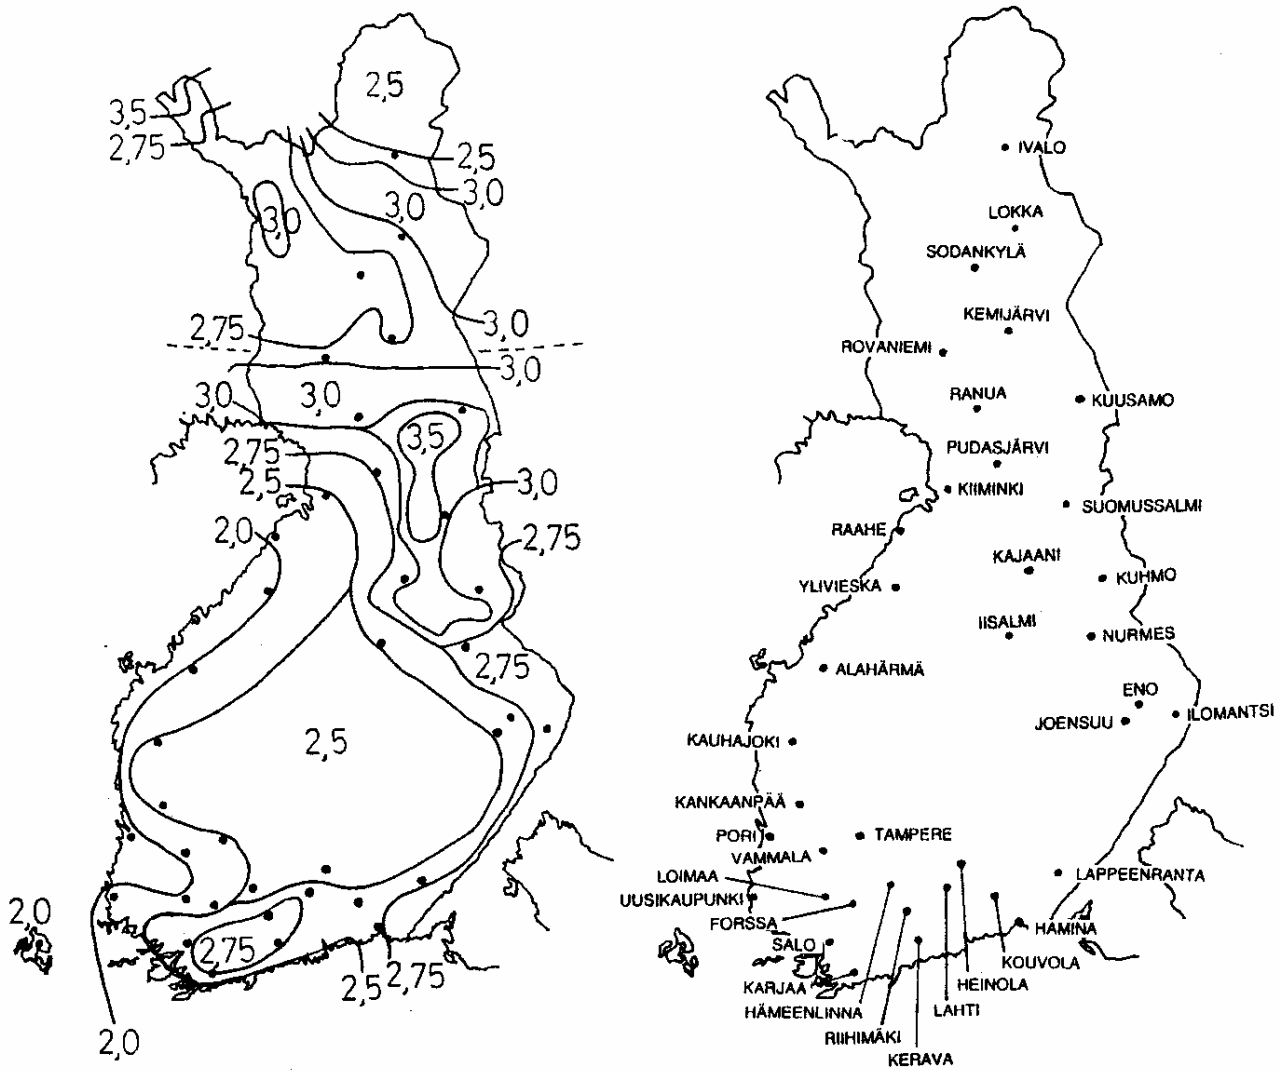 2,5
3,5
2,75
2,5
3,0
3,0
3,0
2,75
3,0
3,0
3,0
3,0
3,5
2,75
2,5
3,0
2,0
2,75
2,75
2,5
2,0
2,75
2,5
2,75
2,0
IVALO
LOKKA
SODANKYLÄ
KEMIJÄRVI
ROVANIEMI
RANUA
KUUSAMO
PUDASJÄRVI
KIIMINKI
SUOMUSSALMI
RAAHE
KAJAANI
YLIVIESKA
KUHMO
IISALMI
NURMES
ALAHÄRMÄ
ENO
ILOMANTSI
JOENSUU
KAUHAJOKI
KANKAANPÄÄ
PORI
TAMPERE
VAMMALA
LOIMAA
LAPPEENRANTA
UUSIKAUPUNKI
FORSSA
HAMINA
SALO
KOUVOLA
KARJAA
HEINOLA
HÄMEENLINNA
LAHTI
RIIHIMÄKI
KERAVA